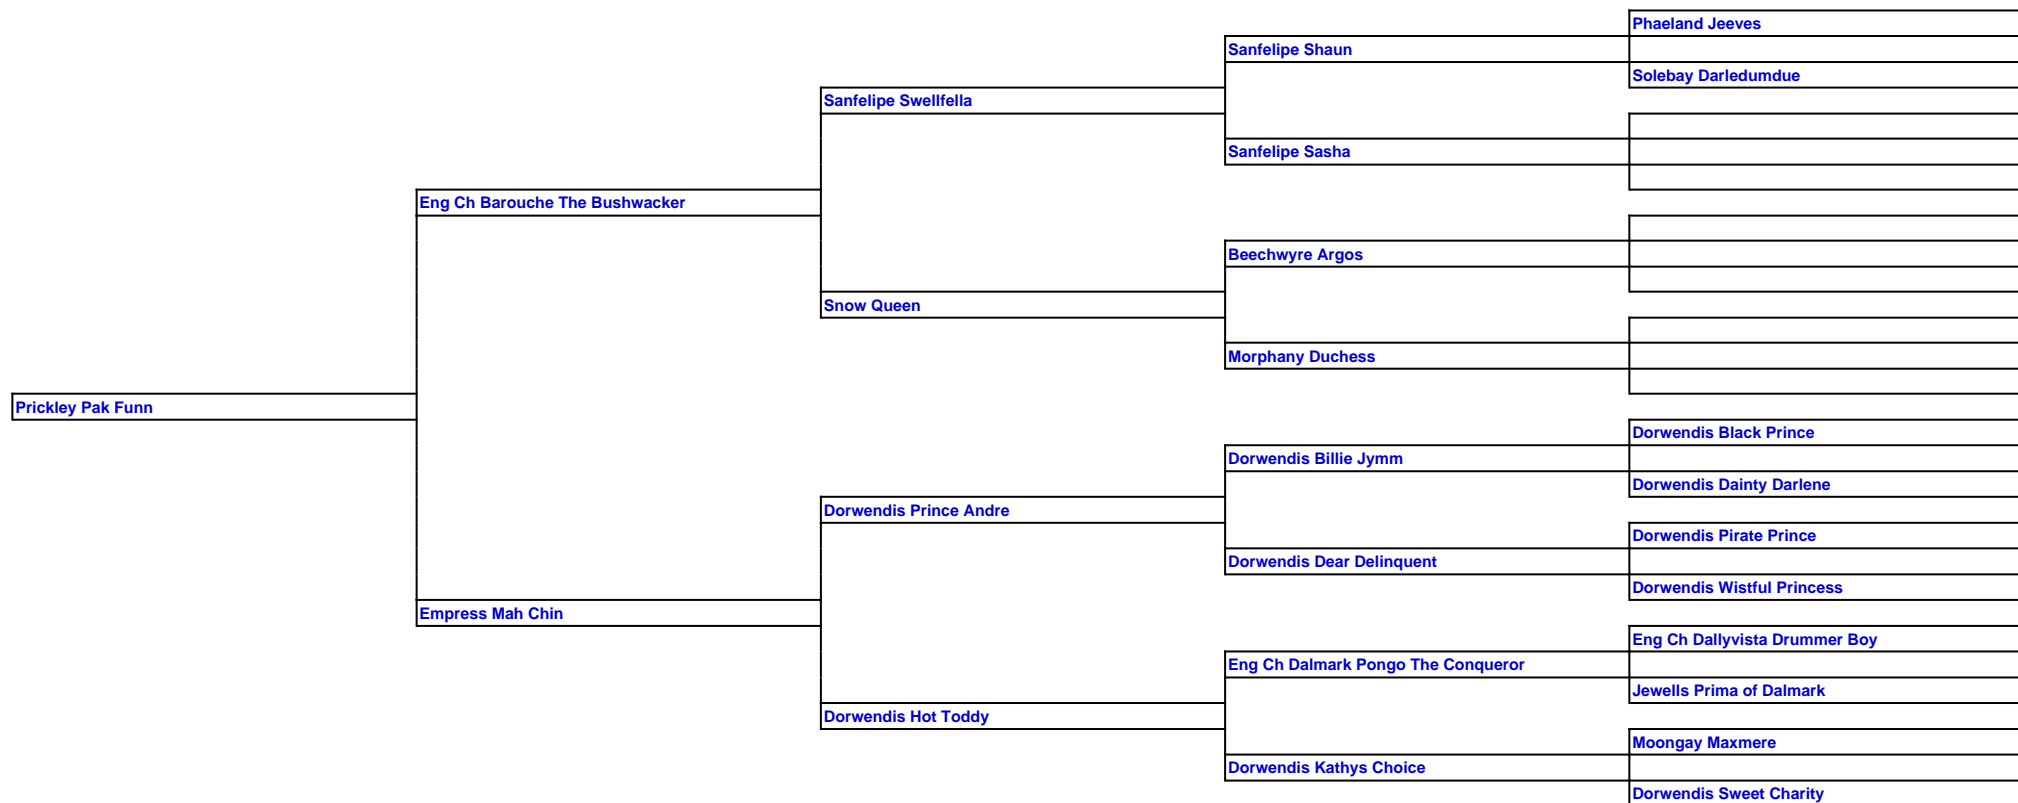 Phaeland Jeeves
Sanfelipe Shaun
Solebay Darledumdue
Sanfelipe Swellfella
Sanfelipe Sasha
Eng Ch Barouche The Bushwacker
Beechwyre Argos
Snow Queen
Morphany Duchess
Prickley Pak Funn
Dorwendis Black Prince
Dorwendis Billie Jymm
Dorwendis Dainty Darlene
Dorwendis Prince Andre
Dorwendis Pirate Prince
Dorwendis Dear Delinquent
Dorwendis Wistful Princess
Empress Mah Chin
Eng Ch Dallyvista Drummer Boy
Eng Ch Dalmark Pongo The Conqueror
Jewells Prima of Dalmark
Dorwendis Hot Toddy
Moongay Maxmere
Dorwendis Kathys Choice
Dorwendis Sweet Charity